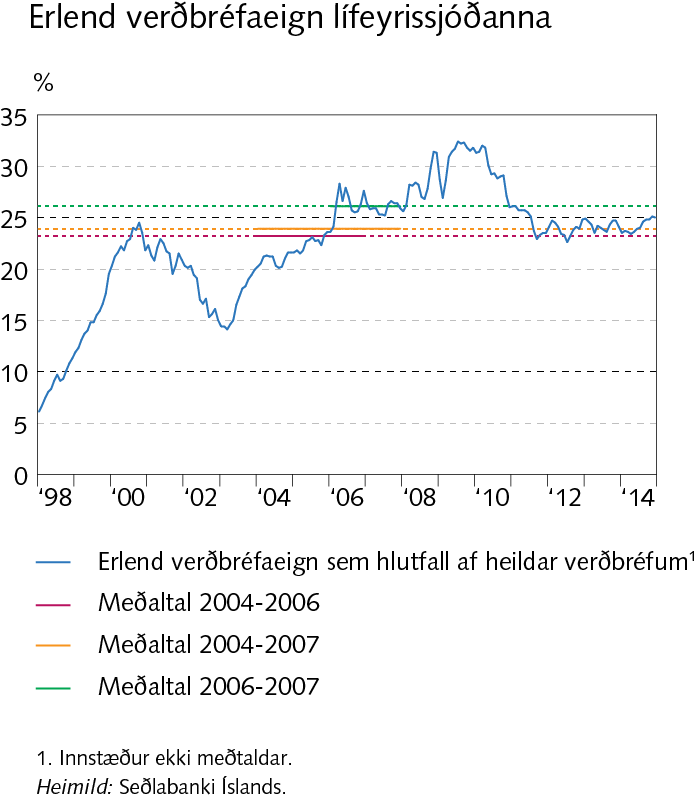 Erlend verðbréfaeign lífeyrissjóðanna
%
35
30
25
20
15
10
5
0
‘98 ‘00 ‘02 ‘04 ‘06 ‘08 ‘10 ‘12 ‘14
Erlend verðbréfaeign sem hlutfall af heildar verðbréfum¹
Meðaltal 2004-2006
Meðaltal 2004-2007
Meðaltal 2006-2007
1. Innstæður ekki meðtaldar.
Heimild: Seðlabanki Íslands.